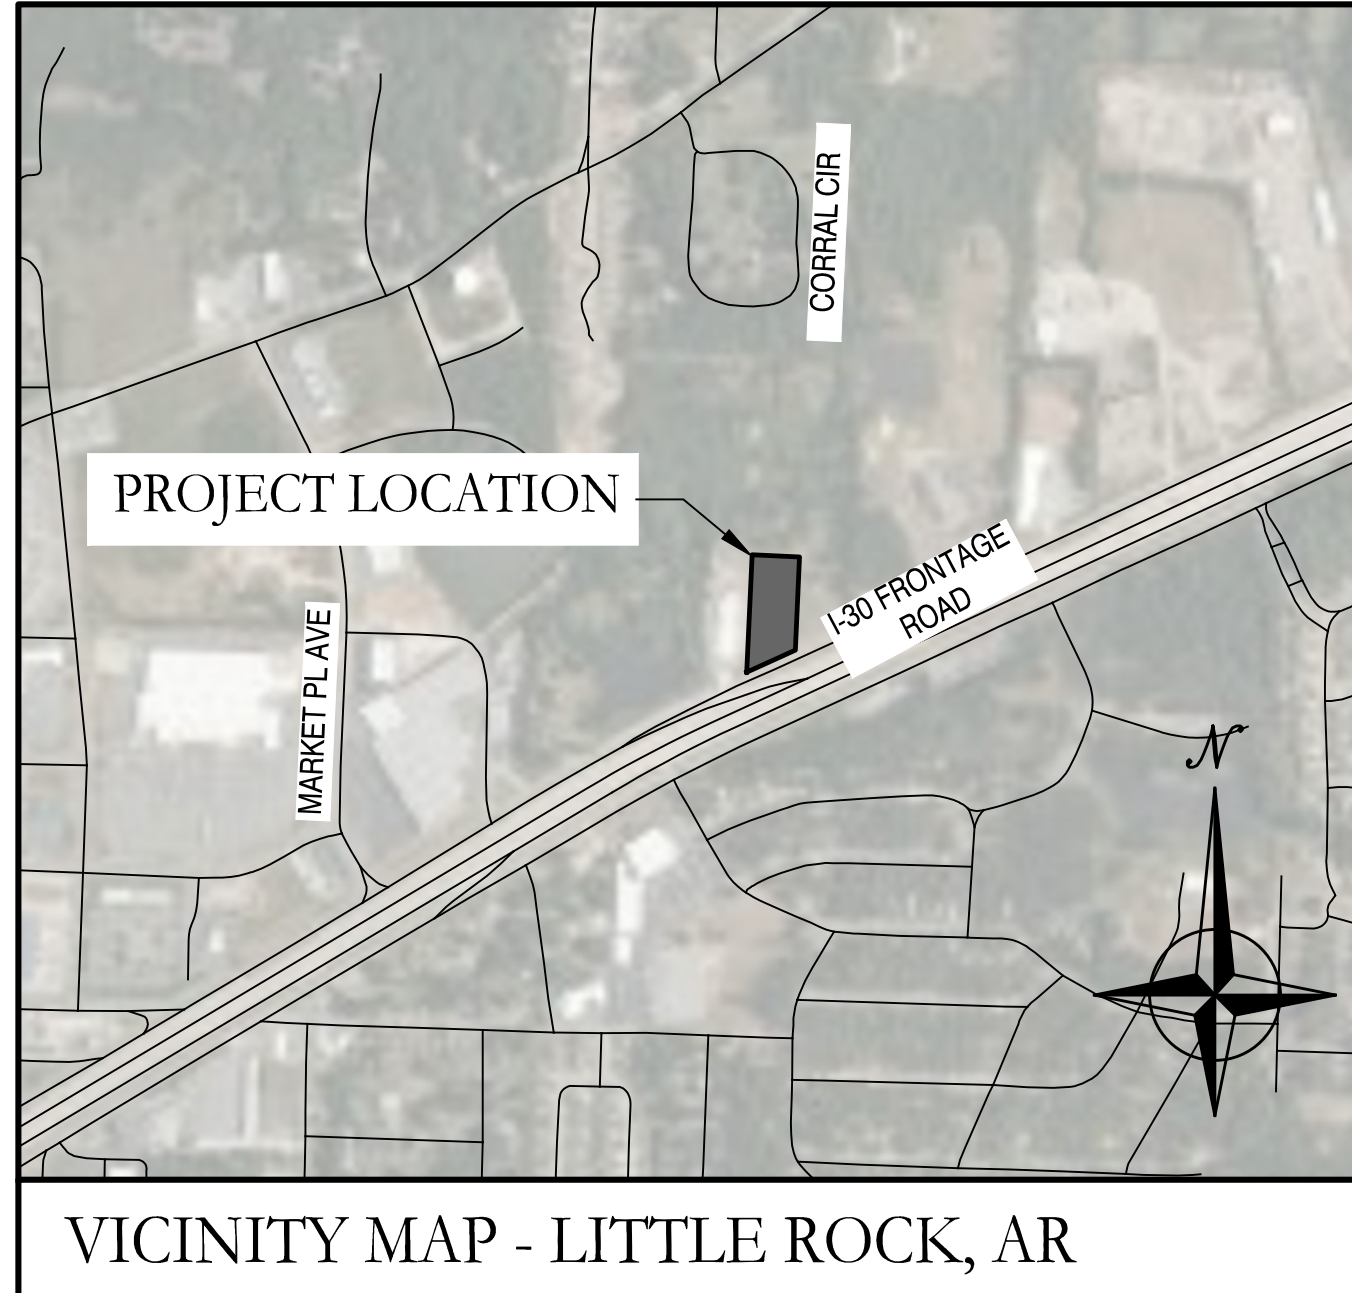 CORRAL CIR
PROJECT LOCATION
I-30 FRONTAGE
ROAD
MARKET PL AVE
N
VICINITY MAP - LITTLE ROCK, AR